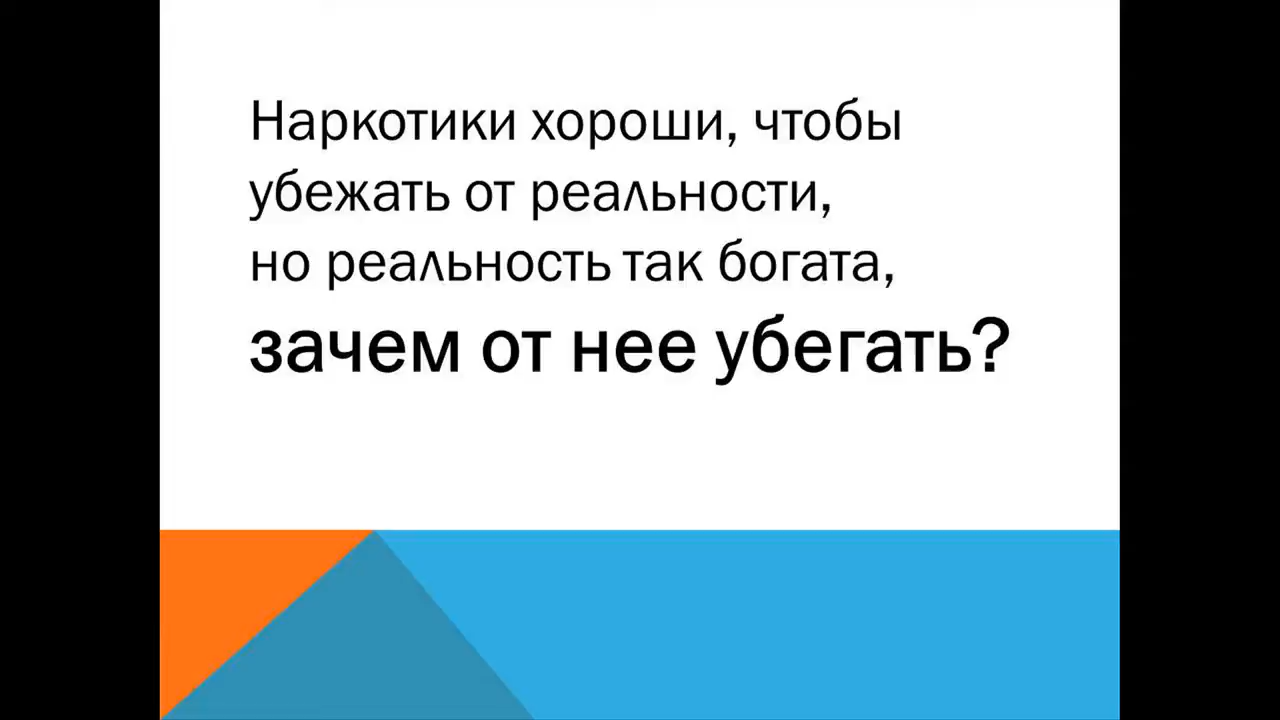 Наркотики хороши, чтобы
убежать от реальности,
но реальность так богата,
зачем от нее убегать?